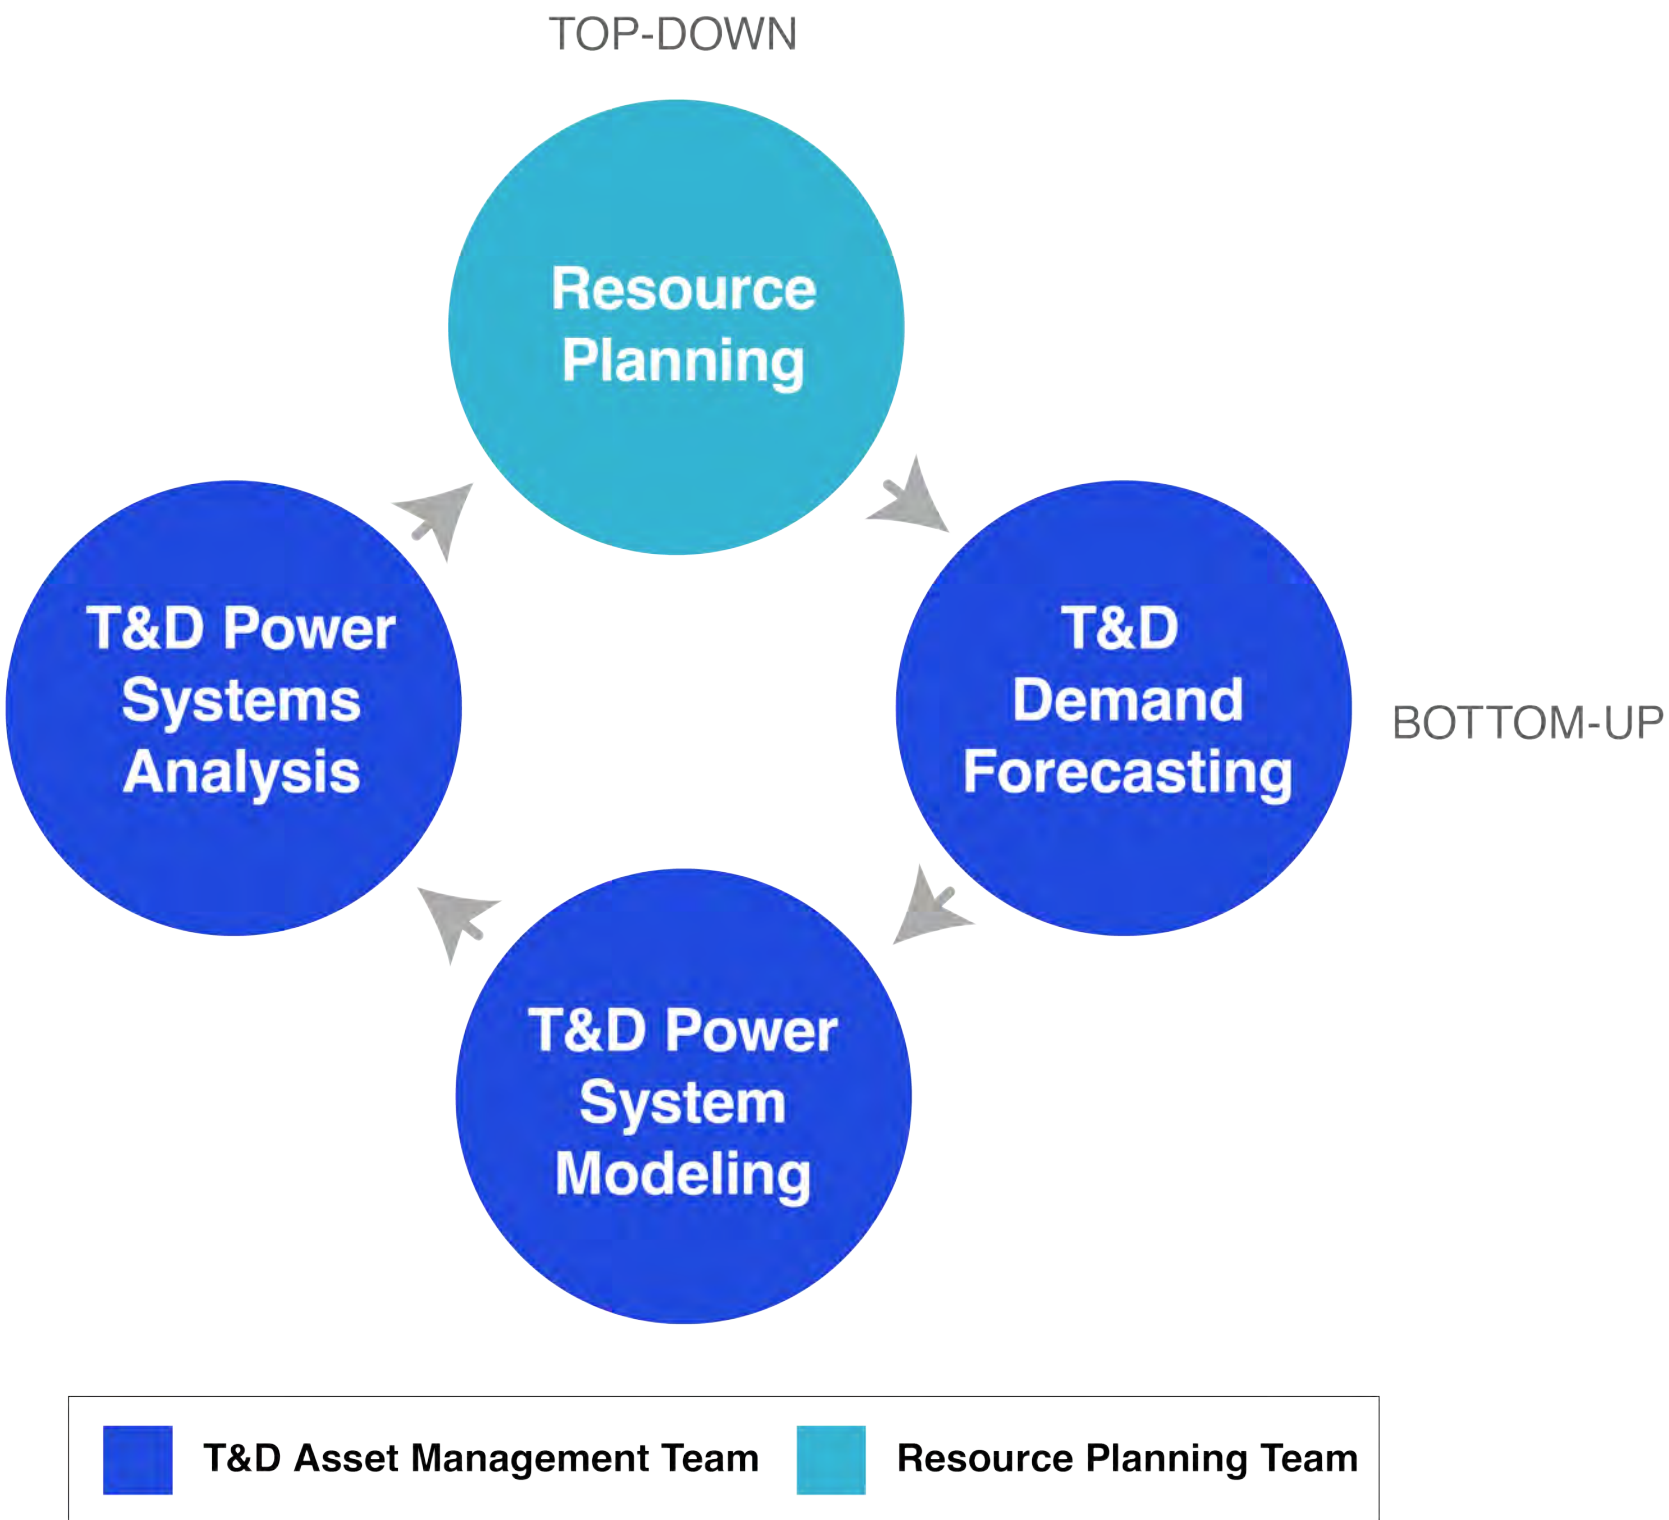 TOP-DOWN
Resource
Planning
T&D Power
Systems
Analysis
T&D
Demand
Forecasting
BOTTOM-UP
T&D Power
System
Modeling
T&D Asset Management Team
Resource Planning Team